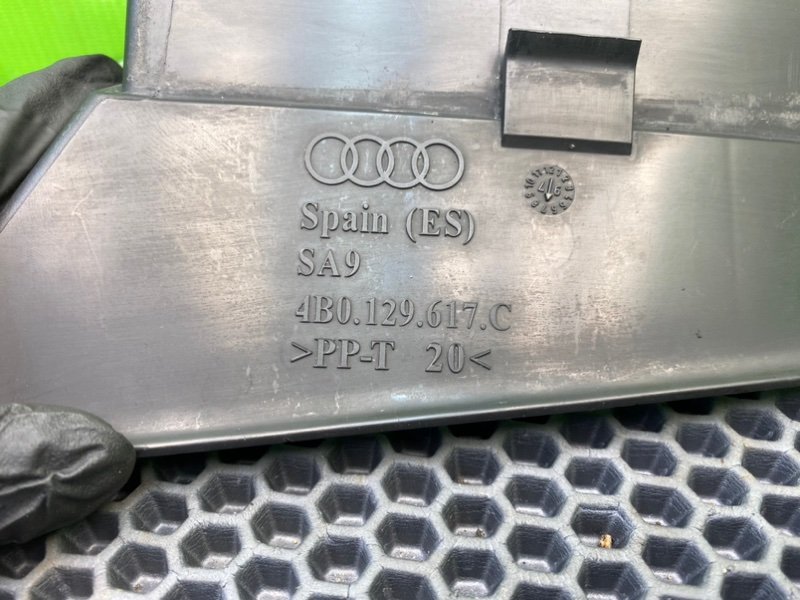 Spain (ES)
SA9
4B0.129.617.C
>PP-T 20<